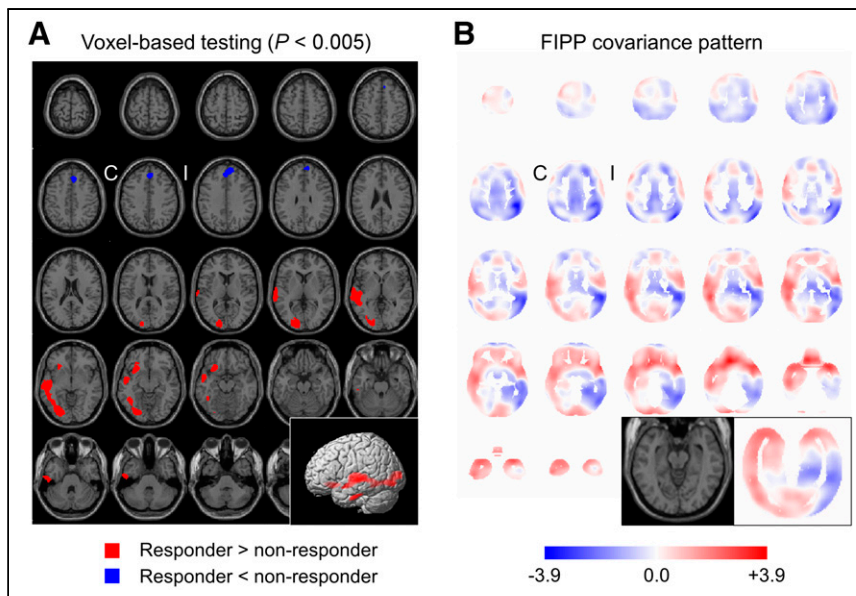 A Voxel-based testing (P < 0.005)
C I
Responder > non-responder
Responder < non-responder
B FIPP covariance pattern
C I
-3.9 0.0 +3.9